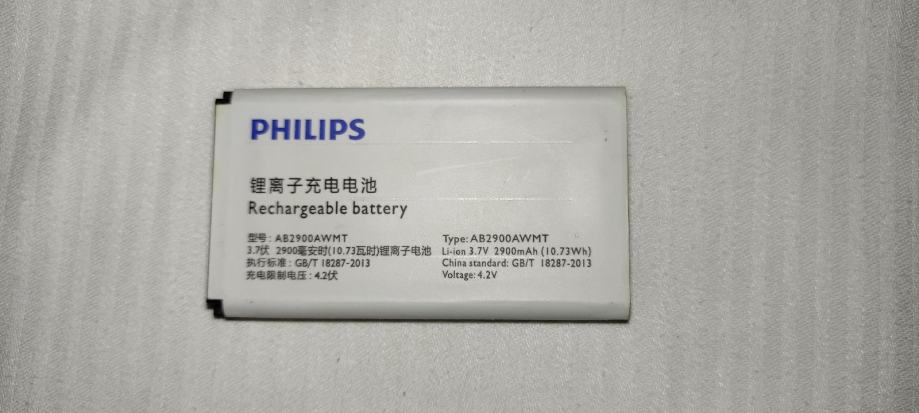 PHILIPS
锂离子充电电池
Rechargeable battery
型号: AB2900AWMT
3.7伏 2900毫安时(10.73瓦时)锂离子电池
执行标准: GB/T 18287-2013
充电限制电压: 4.2伏
Type: AB2900AWMT
Li-ion 3.7V 2900mAh (10.73Wh)
China standard: GB/T 18287-2013
Voltage: 4.2V